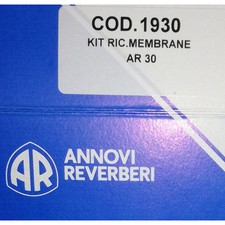 COD.1930
KIT RIC.MEMBRANE
AR 30
AR
ANNOVI
REVERBERI